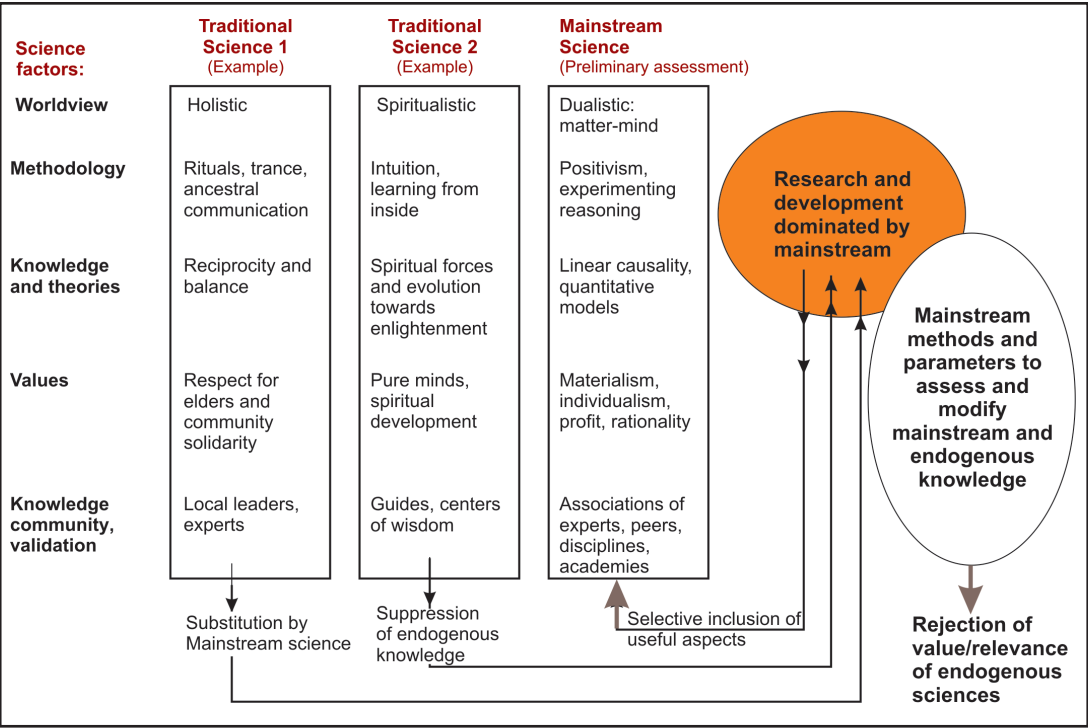 Science
factors:
Traditional
Science 1
(Example)
Traditional
Science 2
(Example)
Mainstream
Science
(Preliminary assessment)
Worldview
Holistic
Spiritualistic
Dualistic:
matter-mind
Methodology
Rituals, trance,
ancestral
communication
Intuition,
learning from
inside
Positivism,
experimenting
reasoning
Knowledge
and theories
Reciprocity and
balance
Spiritual forces
and evolution
towards
enlightenment
Linear causality,
quantitative
models
Values
Respect for
elders and
community
solidarity
Pure minds,
spiritual
development
Materialism,
individualism,
profit, rationality
Knowledge
community,
validation
Local leaders,
experts
Guides, centers
of wisdom
Associations of
experts, peers,
disciplines,
academies
Substitution by
Mainstream science
Suppression
of endogenous
knowledge
Selective inclusion of
useful aspects
Research and
development
dominated by
mainstream
Mainstream
methods and
parameters to
assess and
modify
mainstream and
endogenous
knowledge
Rejection of
value/relevance
of endogenous
sciences